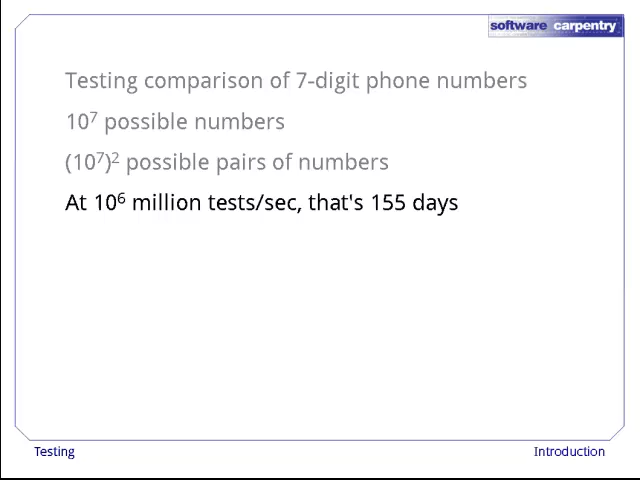 software carpentry
Testing comparison of 7-digit phone numbers
10⁷ possible numbers
(10⁷)² possible pairs of numbers
At 10⁶ million tests/sec, that's 155 days
Testing
Introduction